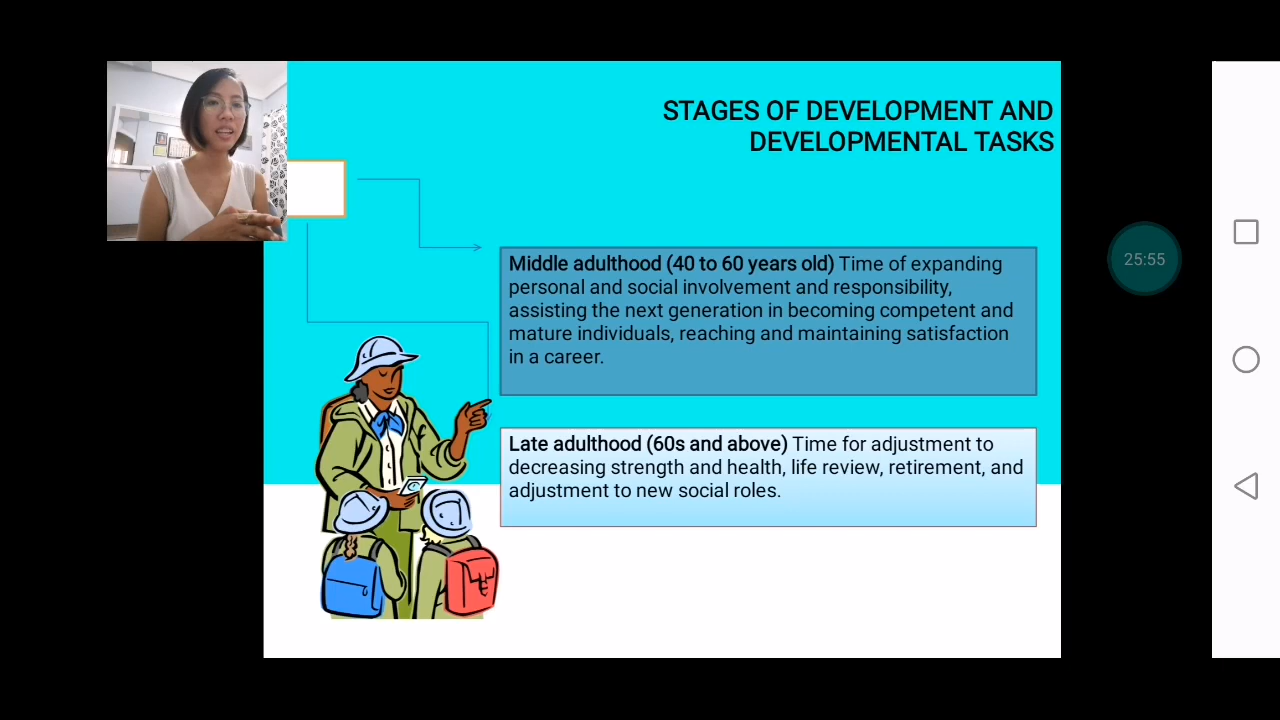 STAGES OF DEVELOPMENT AND
DEVELOPMENTAL TASKS
Middle adulthood (40 to 60 years old) Time of expanding
personal and social involvement and responsibility,
assisting the next generation in becoming competent and
mature individuals, reaching and maintaining satisfaction
in a career.
25:55
Late adulthood (60s and above) Time for adjustment to
decreasing strength and health, life review, retirement, and
adjustment to new social roles.